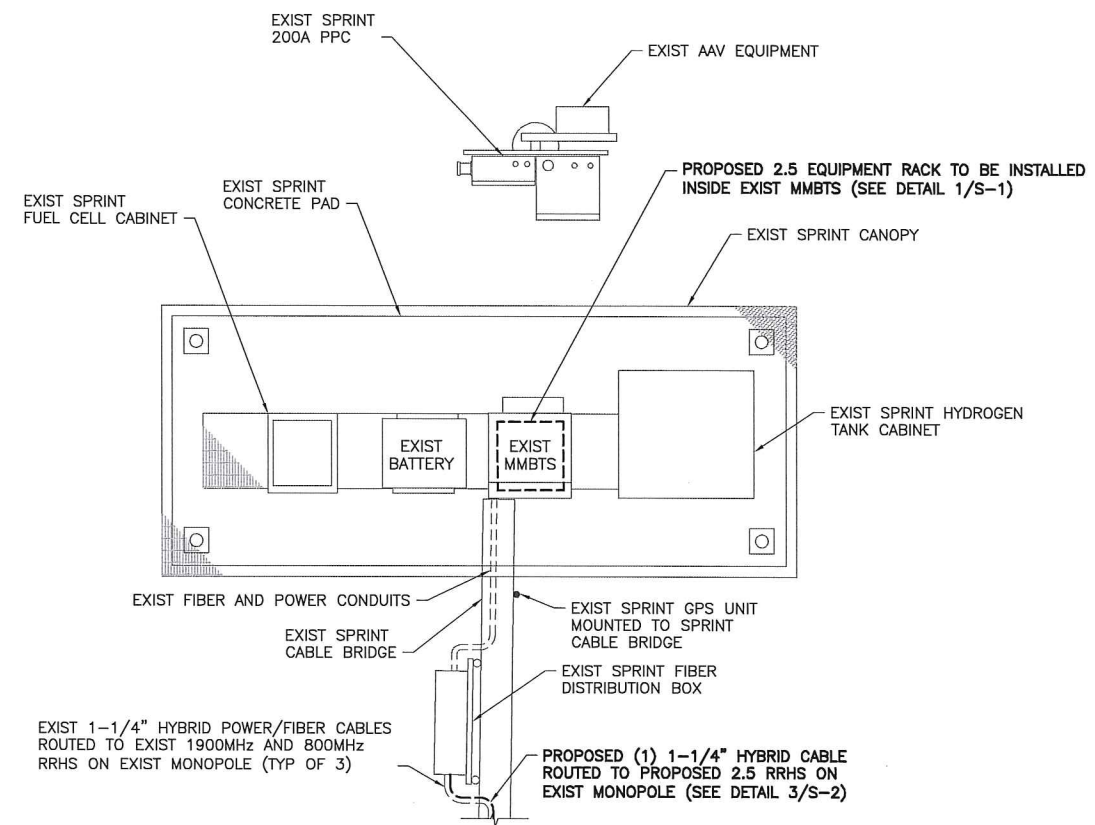 EXIST SPRINT
200A PPC
EXIST AAV EQUIPMENT
PROPOSED 2.5 EQUIPMENT RACK TO BE INSTALLED
INSIDE EXIST MMBTS (SEE DETAIL 1/S-1)
EXIST SPRINT
CONCRETE PAD
EXIST SPRINT
FUEL CELL CABINET
EXIST SPRINT CANOPY
EXIST SPRINT HYDROGEN
TANK CABINET
EXIST
BATTERY
EXIST
MMBTS
EXIST FIBER AND POWER CONDUITS
EXIST SPRINT GPS UNIT
MOUNTED TO SPRINT
CABLE BRIDGE
EXIST SPRINT
CABLE BRIDGE
EXIST SPRINT FIBER
DISTRIBUTION BOX
EXIST 1-1/4" HYBRID POWER/FIBER CABLES
ROUTED TO EXIST 1900MHz AND 800MHz
RRHS ON EXIST MONOPOLE (TYP OF 3)
PROPOSED (1) 1-1/4" HYBRID CABLE
ROUTED TO PROPOSED 2.5 RRHS ON
EXIST MONOPOLE (SEE DETAIL 3/S-2)